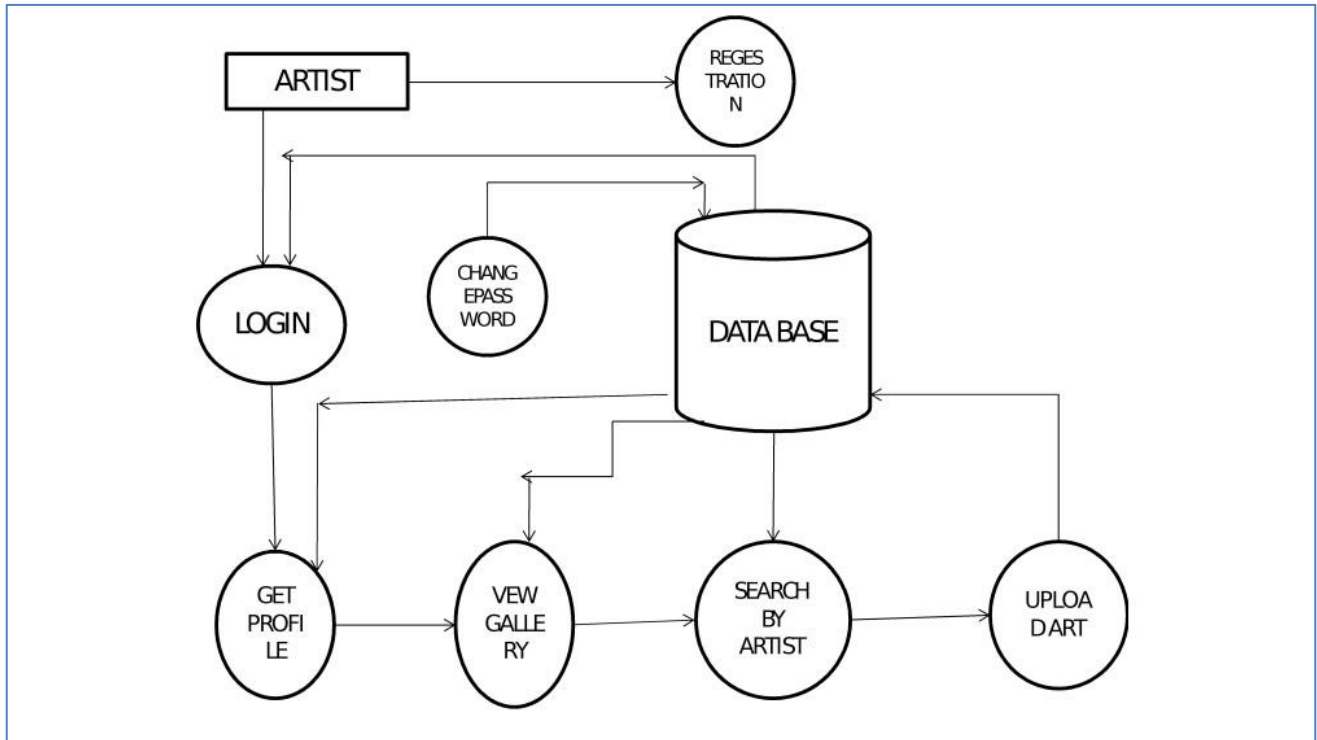 ARTIST
REGES
TRATIO
N
CHANG
EPASS
WORD
LOGIN
DATA BASE
GET
PROFI
LE
VEW
GALLE
RY
SEARCH
BY
ARTIST
UPLOA
D ART